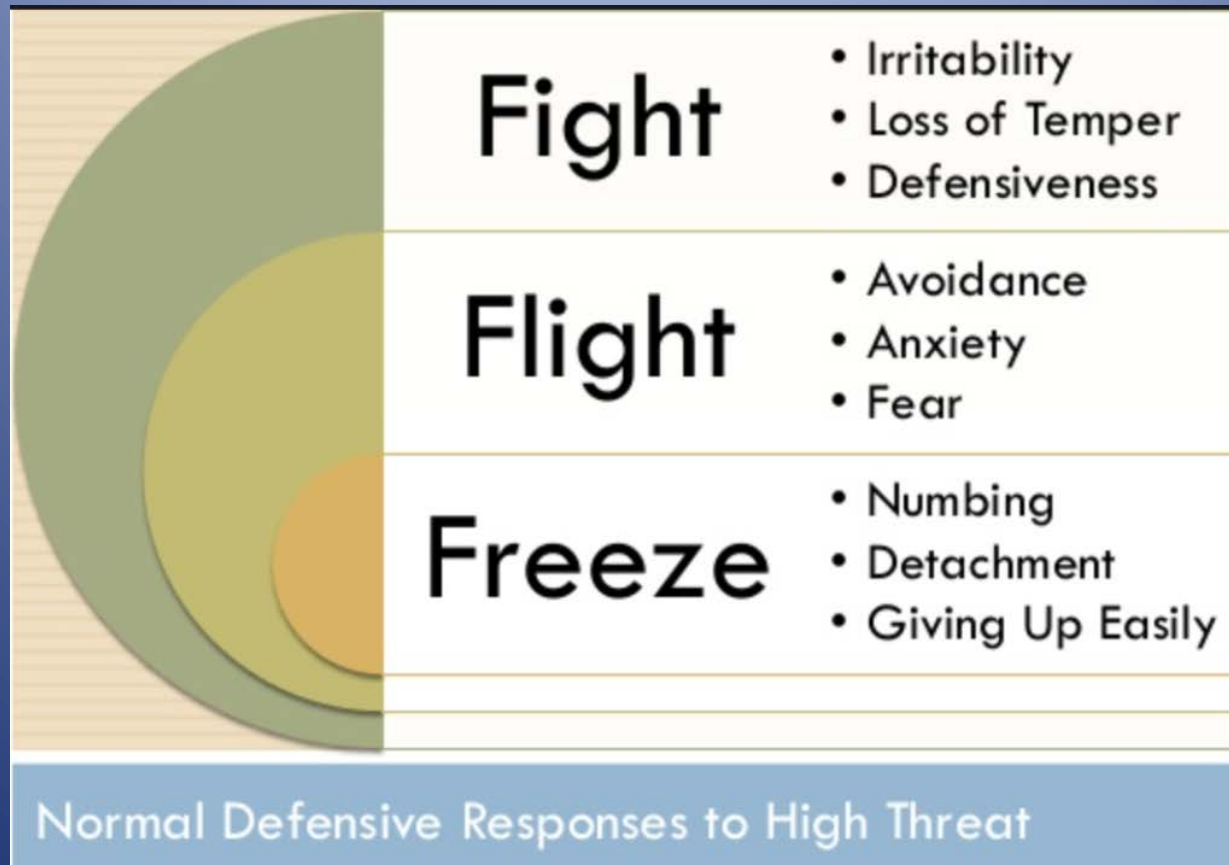 Fight
• Irritability
• Loss of Temper
• Defensiveness
Flight
• Avoidance
• Anxiety
• Fear
Freeze
• Numbing
• Detachment
• Giving Up Easily
Normal Defensive Responses to High Threat